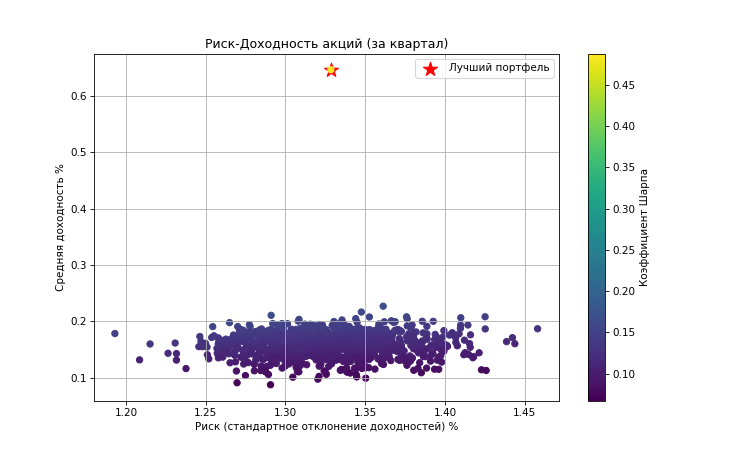 Риск-Доходность акций (за квартал)
Лучший портфель
Средняя доходность %
0.6
0.5
0.4
0.3
0.2
0.1
1.20 1.25 1.30 1.35 1.40 1.45
Риск (стандартное отклонение доходностей) %
0.45
0.40
0.35
0.30
0.25
0.20
0.15
0.10
Коэффициент Шарпа